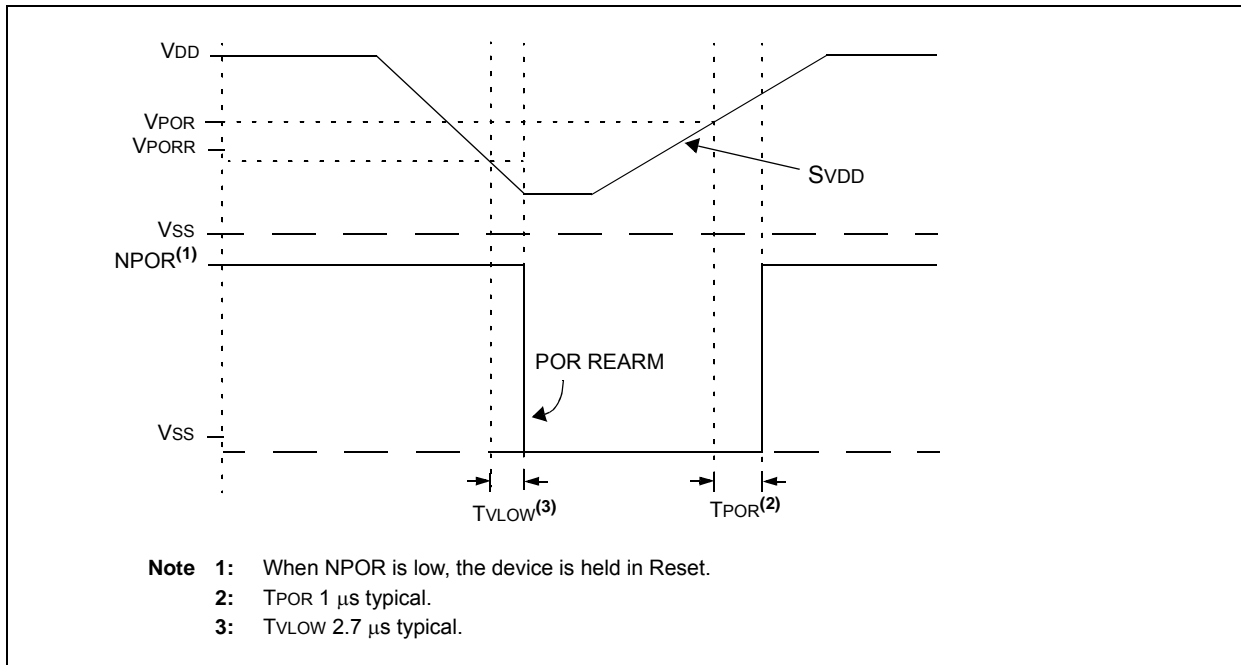 VDD
VPOR
VPORR
SVDD
VSS
NPOR(1)
POR REARM
VSS
TVLOW(3)
TPOR(2)
Note 1: When NPOR is low, the device is held in Reset.
2: TPOR 1 μs typical.
3: TVLOW 2.7 μs typical.